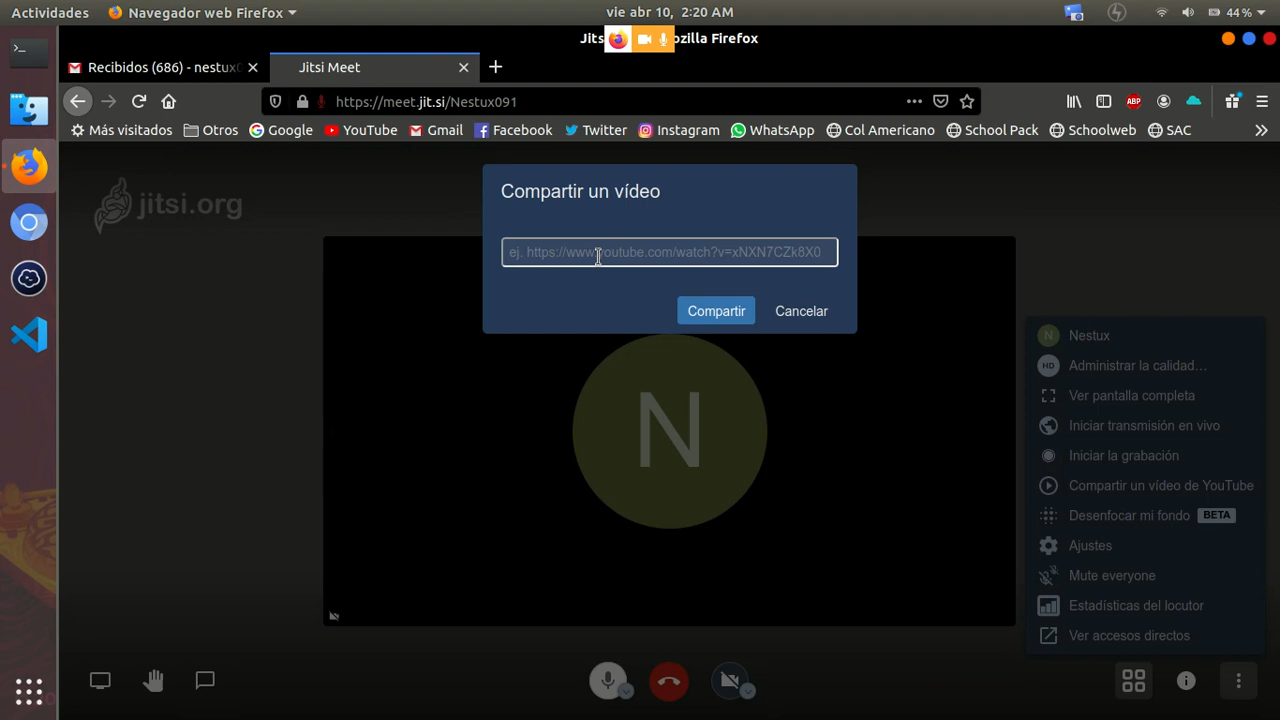 Actividades
Navegador web Firefox
vie abr 10, 2:20 AM
44 %
Jits
ozilla Firefox
Recibidos (686) - nestux
Jitsi Meet
https://meet.jit.si/Nestux091
Más visitados
Otros
Google
YouTube
Gmail
Facebook
Twitter
Instagram
WhatsApp
Col Americano
School Pack
Schoolweb
SAC
ABP
jitsi.org
Compartir un vídeo
ej. https://www.youtube.com/watch?v=xNXN7CZk8X0
Compartir
Cancelar
N
N
Nestux
HD
Administrar la calidad…
Ver pantalla completa
Iniciar transmisión en vivo
Iniciar la grabación
Compartir un vídeo de YouTube
Desenfocar mi fondo
BETA
Ajustes
Mute everyone
Estadísticas del locutor
Ver accesos directos